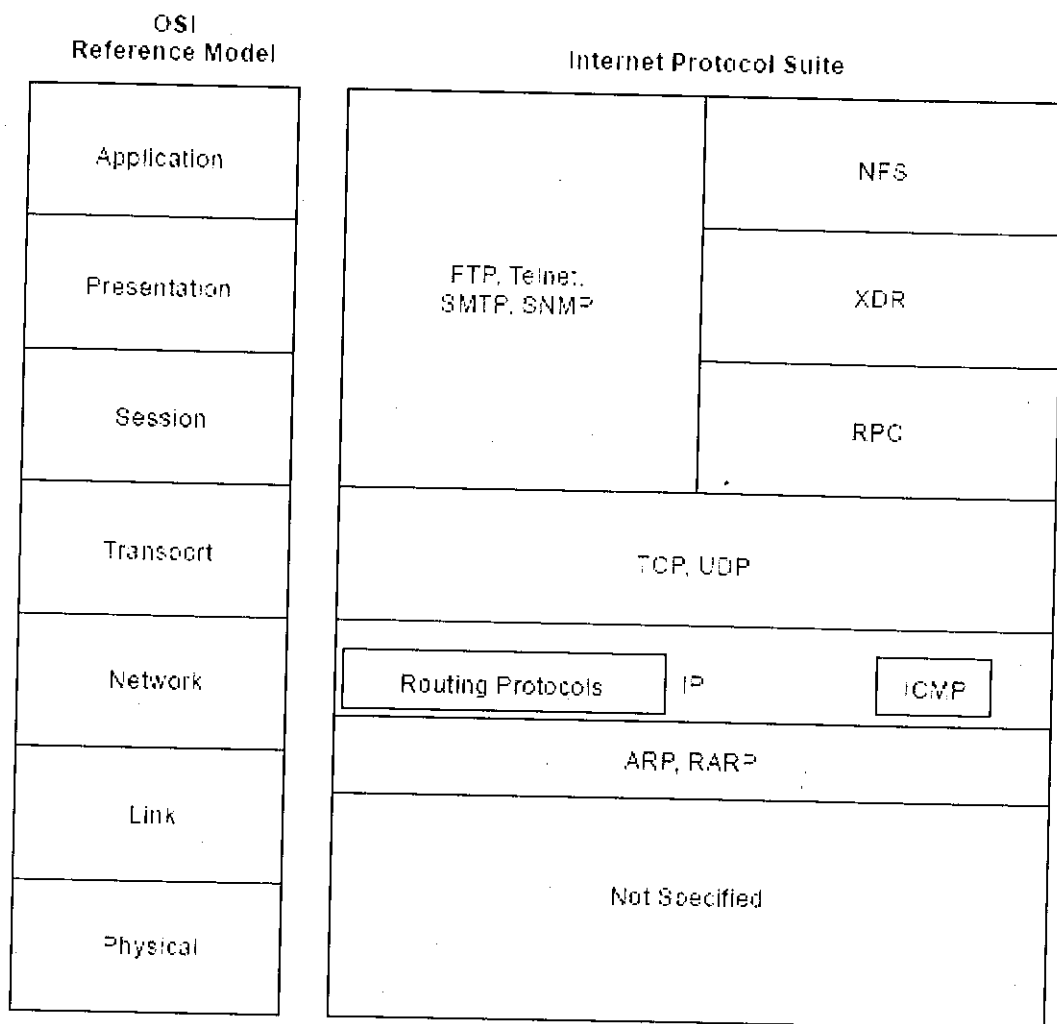 OSI
Reference Model
Internet Protocol Suite
Application
Presentation
Session
Transport
Network
Link
Physical
FTP, Telnet,
SMTP, SNMP
NFS
XDR
RPC
TCP, UDP
Routing Protocols
IP
ICMP
ARP, RARP
Not Specified